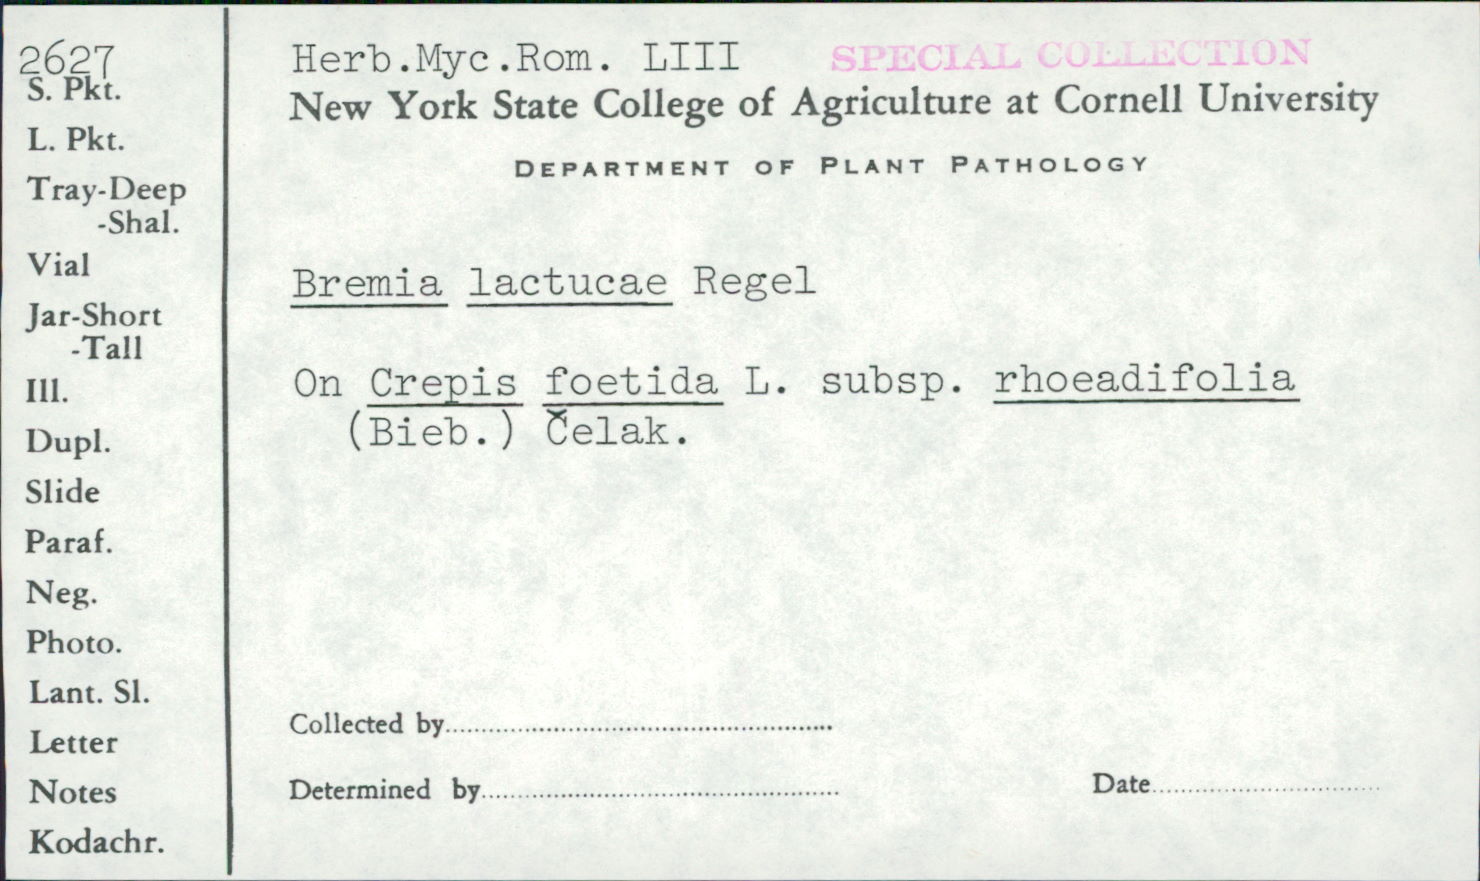 2627
S. Pkt.
L. Pkt.
Tray-Deep
-Shal.
Vial
Jar-Short
-Tall
Ill.
Dupl.
Slide
Paraf.
Neg.
Photo.
Lant. Sl.
Letter
Notes
Kodachr.
Herb.Myc.Rom. LIII SPECIAL COLLECTION
New York State College of Agriculture at Cornell University
DEPARTMENT OF PLANT PATHOLOGY
Bremia lactucae Regel
On Crepis foetida L. subsp. rhoeadifolia
(Bieb.) Čelak.
Collected by
Determined by Date